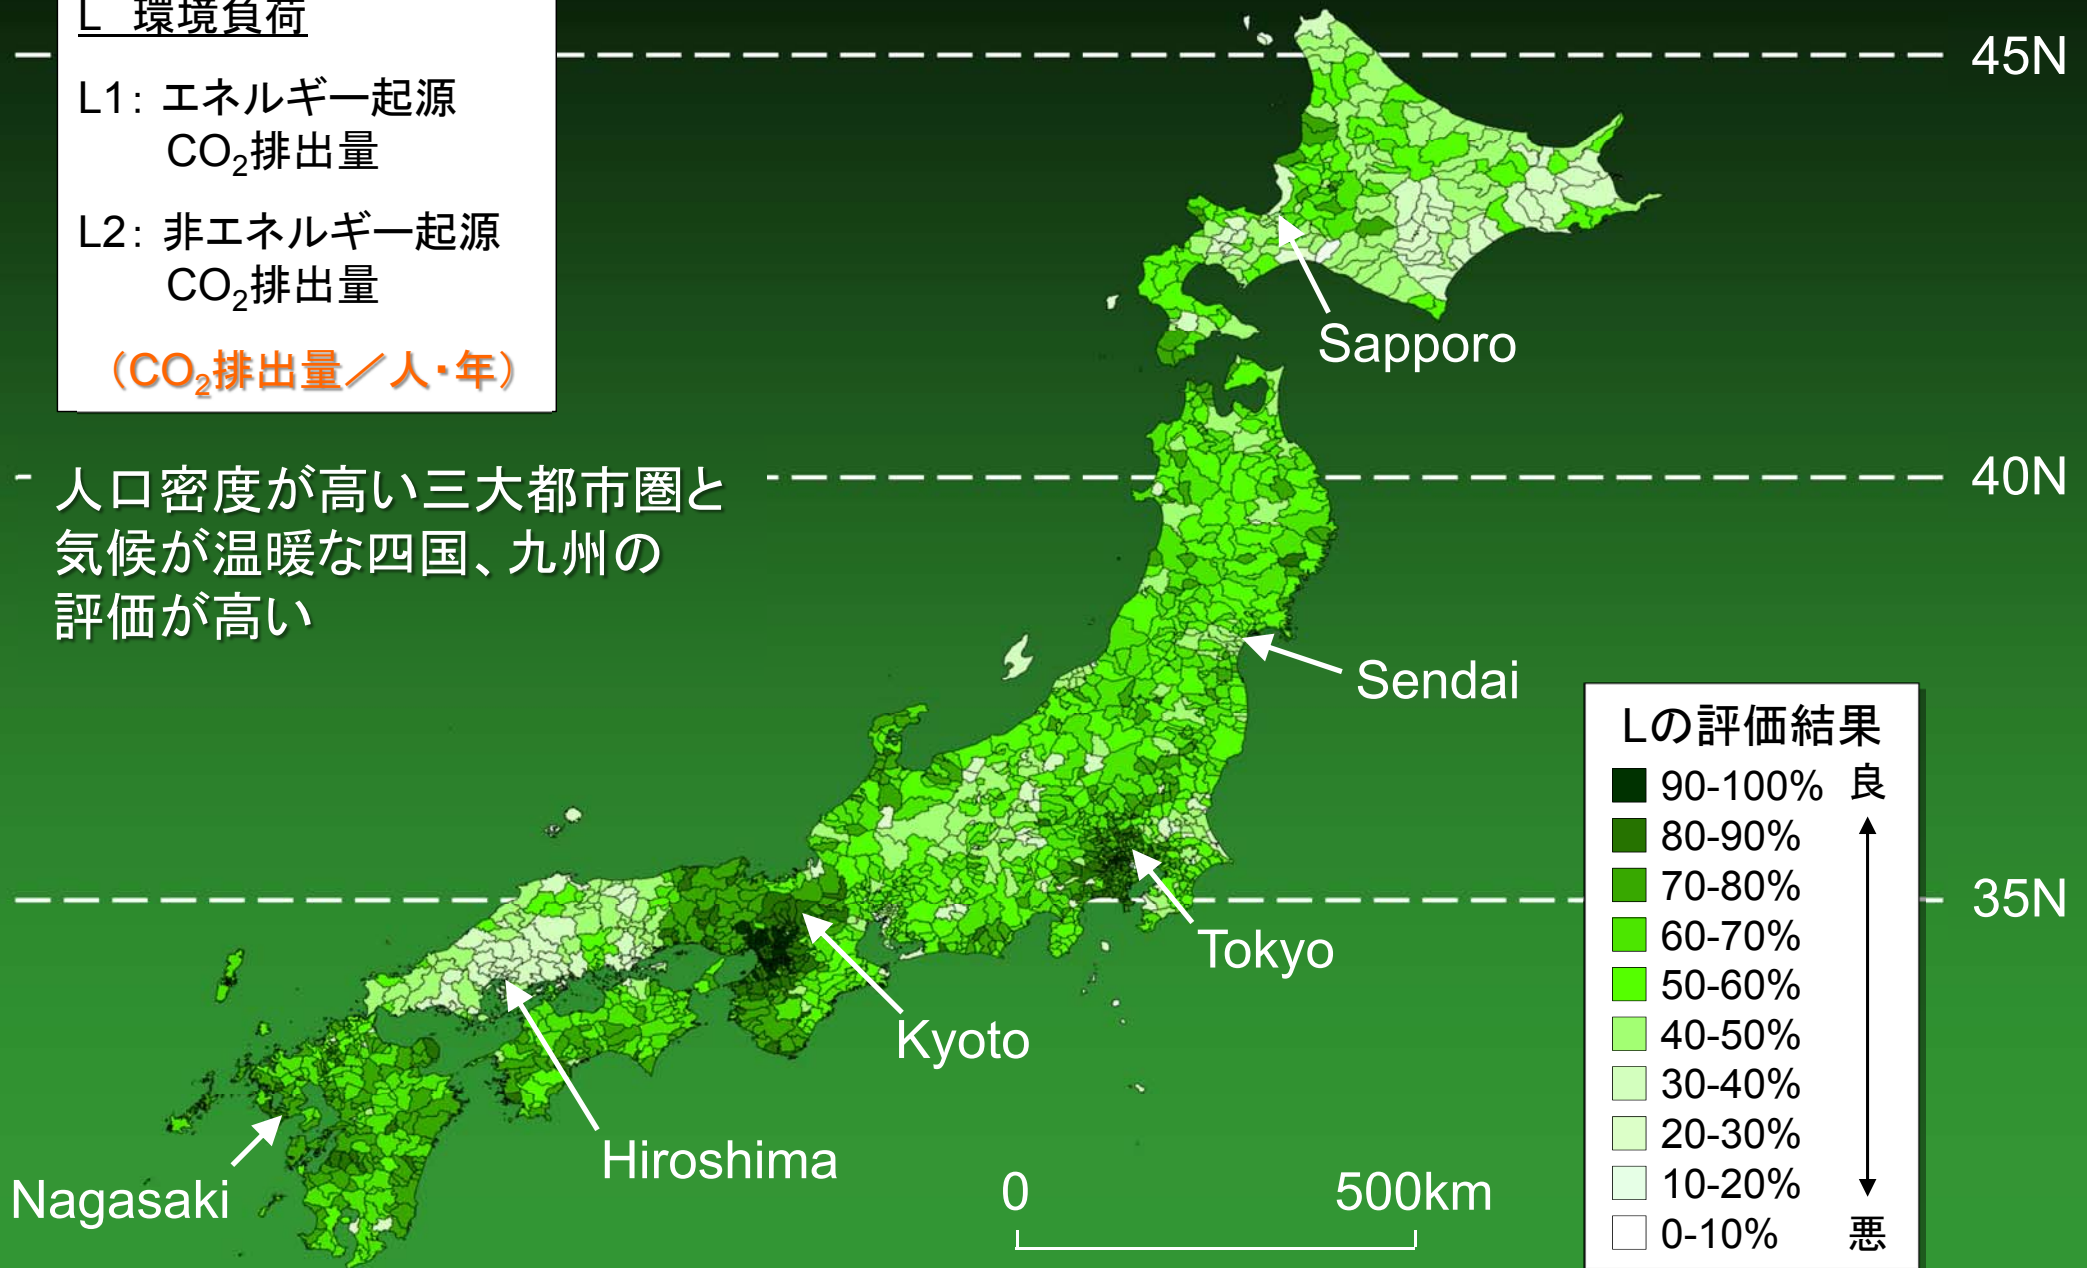 L 環境負荷
L1: エネルギー起源
CO₂排出量
L2: 非エネルギー起源
CO₂排出量
（CO₂排出量／人・年）
人口密度が高い三大都市圏と
気候が温暖な四国、九州の
評価が高い
45N
40N
35N
Sapporo
Sendai
Tokyo
Kyoto
Hiroshima
Nagasaki
0 500km
Lの評価結果
90-100% 良
80-90%
70-80%
60-70%
50-60%
40-50%
30-40%
20-30%
10-20%
0-10% 悪